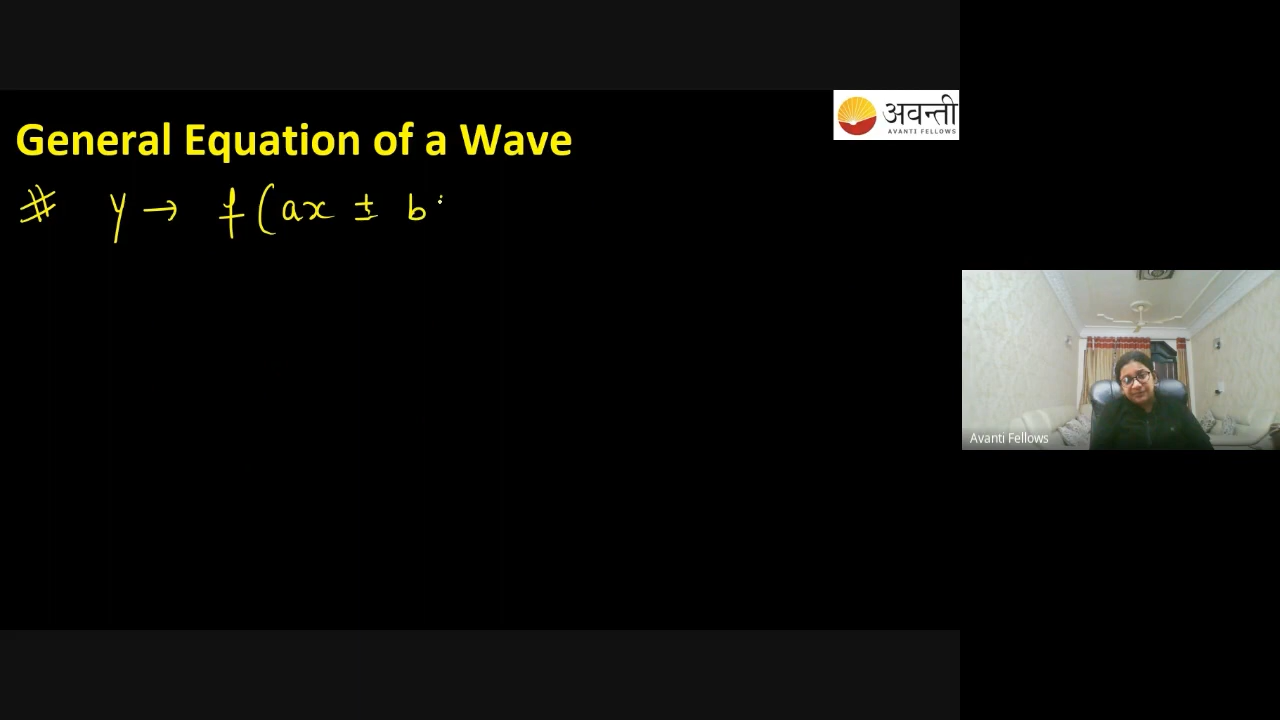 अवन्ती
AVANTI FELLOWS
General Equation of a Wave
# y → f(ax ± b
Avanti Fellows